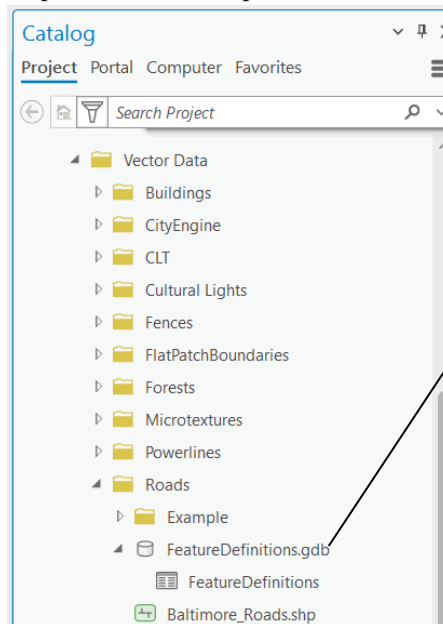 Catalog
Project Portal Computer Favorites
Search Project
Vector Data
Buildings
CityEngine
CLT
Cultural Lights
Fences
FlatPatchBoundaries
Forests
Microtextures
Powerlines
Roads
Example
FeatureDefinitions.gdb
FeatureDefinitions
Baltimore_Roads.shp